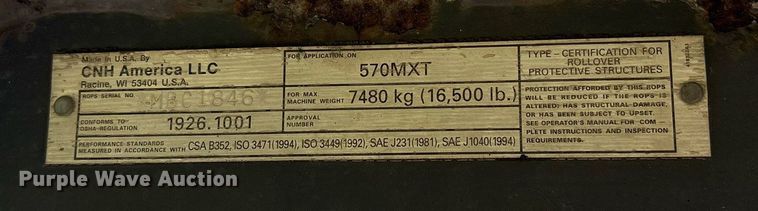 Made in U.S.A. By
CNH America LLC
Racine, WI 53404 U.S.A.
ROPS SERIAL NO.
CONFORMS TO
OSHA-REGULATION 1926.1001
FOR APPLICATION ON
570MXT
FOR MAX.
MACHINE WEIGHT 7480 kg (16,500 lb.)
APPROVAL
NUMBER
PERFORMANCE STANDARDS
MEASURED IN ACCORDANCE WITH CSA B352, ISO 3471(1994), ISO 3449(1992), SAE J231(1981), SAE J1040(1994)
TYPE - CERTIFICATION FOR
ROLLOVER
PROTECTIVE STRUCTURES
PROTECTION AFFORDED BY THIS ROPS
WILL BE REDUCED IF THE ROPS IS
ALTERED; HAS STRUCTURAL DAMAGE,
OR HAS BEEN SUBJECT TO UPSET.
SEE OPERATOR'S MANUAL FOR COM
PLETE INSTRUCTIONS AND INSPECTION
REQUIREMENTS.
Purple Wave Auction